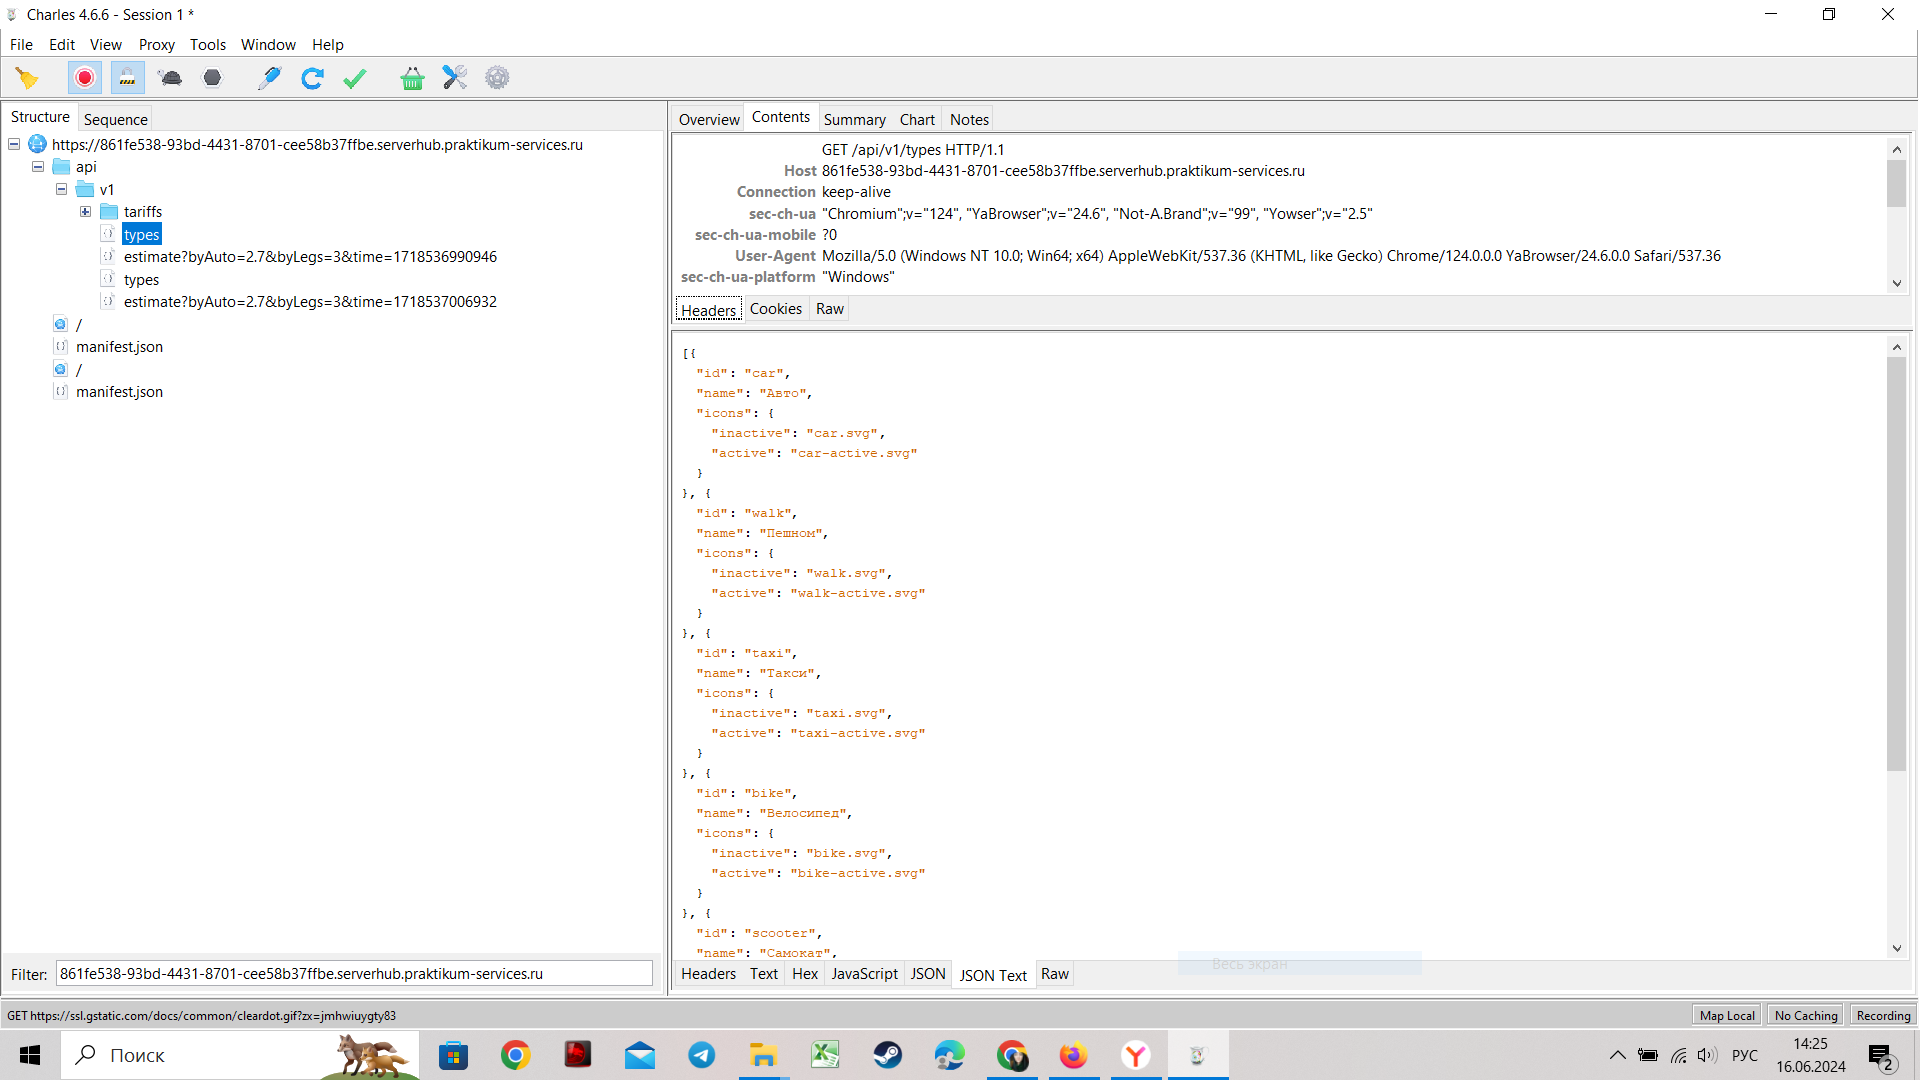 Charles 4.6.6 - Session 1 *
File Edit View Proxy Tools Window Help
Structure Sequence
https://861fe538-93bd-4431-8701-cee58b37ffbe.serverhub.praktikum-services.ru
api
v1
tariffs
types
estimate?byAuto=2.7&byLegs=3&time=1718536990946
types
estimate?byAuto=2.7&byLegs=3&time=1718537006932
/
manifest.json
/
manifest.json
Filter: 861fe538-93bd-4431-8701-cee58b37ffbe.serverhub.praktikum-services.ru
Overview Contents Summary Chart Notes
GET /api/v1/types HTTP/1.1
Host 861fe538-93bd-4431-8701-cee58b37ffbe.serverhub.praktikum-services.ru
Connection keep-alive
sec-ch-ua "Chromium";v="124", "YaBrowser";v="24.6", "Not-A.Brand";v="99", "Yowser";v="2.5"
sec-ch-ua-mobile ?0
User-Agent Mozilla/5.0 (Windows NT 10.0; Win64; x64) AppleWebKit/537.36 (KHTML, like Gecko) Chrome/124.0.0.0 YaBrowser/24.6.0.0 Safari/537.36
sec-ch-ua-platform "Windows"
Headers Cookies Raw
[{
"id": "car",
"name": "Авто",
"icons": {
"inactive": "car.svg",
"active": "car-active.svg"
}
}, {
"id": "walk",
"name": "Пешном",
"icons": {
"inactive": "walk.svg",
"active": "walk-active.svg"
}
}, {
"id": "taxi",
"name": "Такси",
"icons": {
"inactive": "taxi.svg",
"active": "taxi-active.svg"
}
}, {
"id": "bike",
"name": "Велосипед",
"icons": {
"inactive": "bike.svg",
"active": "bike-active.svg"
}
}, {
"id": "scooter",
"name": "Самокат",
Весь экран
Headers Text Hex JavaScript JSON JSON Text Raw
GET https://ssl.gstatic.com/docs/common/cleardot.gif?zx=jmhwiuygty83
Map Local No Caching Recording
Поиск
РУС
14:25
16.06.2024
2